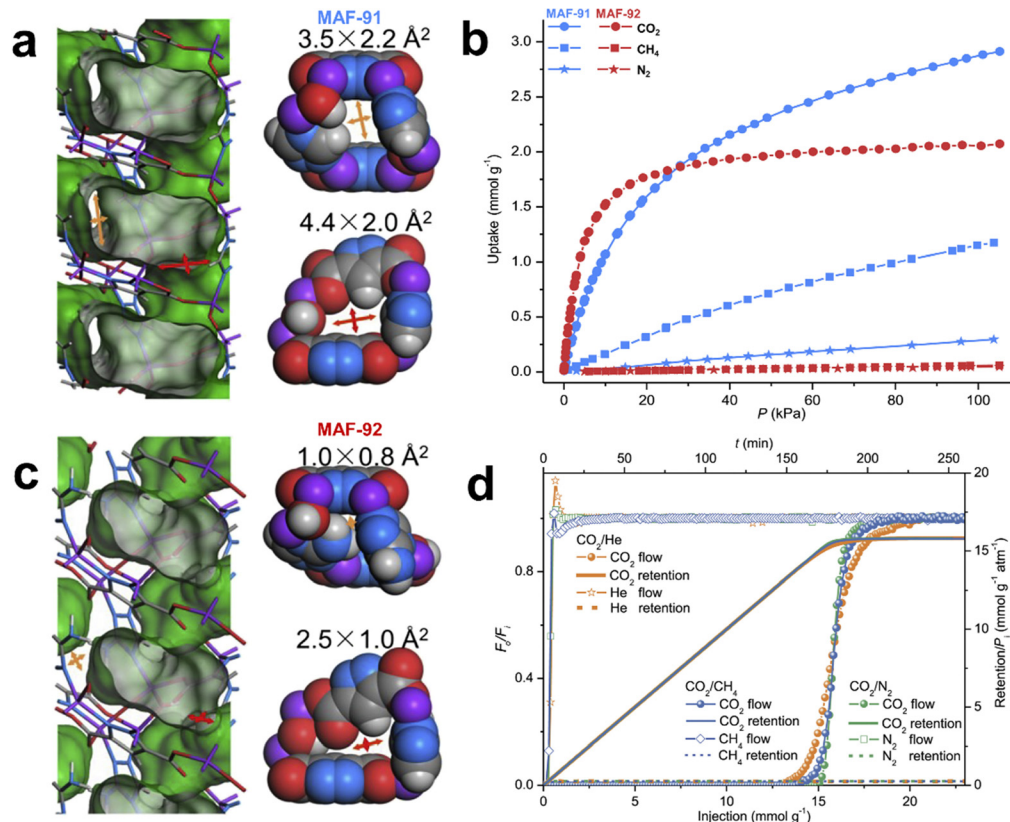 a
MAF-91
3.5×2.2 Å²
4.4×2.0 Å²
b
MAF-91 MAF-92
CO₂
CH₄
N₂
Uptake (mmol g⁻¹)
3.0
2.5
2.0
1.5
1.0
0.5
0.0
0 20 40 60 80 100
P (kPa)
c
MAF-92
1.0×0.8 Å²
2.5×1.0 Å²
d
t (min)
0 50 100 150 200 250
F₀/Fᵢ
0.8
0.4
0.0
CO₂/He
CO₂ flow
CO₂ retention
He flow
He retention
CO₂/CH₄
CO₂ flow
CO₂ retention
CH₄ flow
CH₄ retention
CO₂/N₂
CO₂ flow
CO₂ retention
N₂ flow
N₂ retention
20
15
10
5
0
Retention/Pᵢ (mmol g⁻¹ atm⁻¹)
0 5 10 15 20
Injection (mmol g⁻¹)